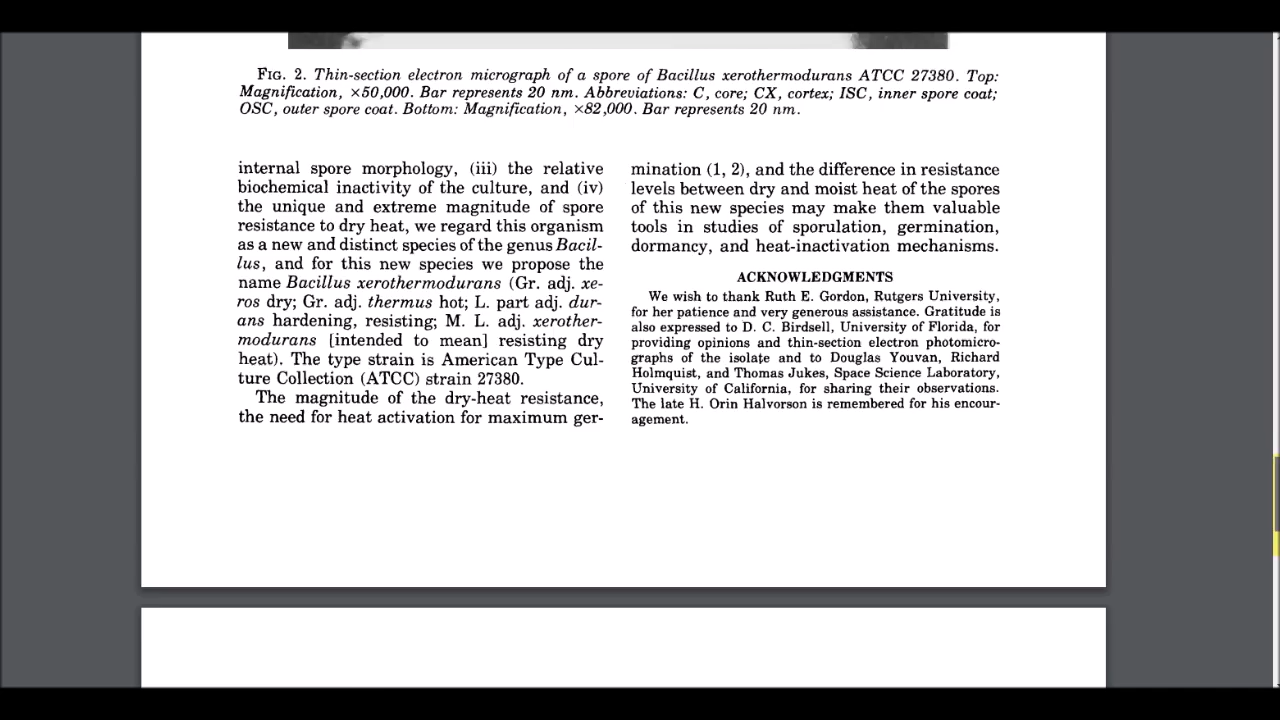 FIG. 2. Thin-section electron micrograph of a spore of Bacillus xerothermodurans ATCC 27380. Top:
Magnification, ×50,000. Bar represents 20 nm. Abbreviations: C, core; CX, cortex; ISC, inner spore coat;
OSC, outer spore coat. Bottom: Magnification, ×82,000. Bar represents 20 nm.
internal spore morphology, (iii) the relative
biochemical inactivity of the culture, and (iv)
the unique and extreme magnitude of spore
resistance to dry heat, we regard this organism
as a new and distinct species of the genus Bacil-
lus, and for this new species we propose the
name Bacillus xerothermodurans (Gr. adj. xe-
ros dry; Gr. adj. thermus hot; L. part adj. dur-
ans hardening, resisting; M. L. adj. xerother-
modurans [intended to mean] resisting dry
heat). The type strain is American Type Cul-
ture Collection (ATCC) strain 27380.
The magnitude of the dry-heat resistance,
the need for heat activation for maximum ger-
mination (1, 2), and the difference in resistance
levels between dry and moist heat of the spores
of this new species may make them valuable
tools in studies of sporulation, germination,
dormancy, and heat-inactivation mechanisms.
ACKNOWLEDGMENTS
We wish to thank Ruth E. Gordon, Rutgers University,
for her patience and very generous assistance. Gratitude is
also expressed to D. C. Birdsell, University of Florida, for
providing opinions and thin-section electron photomicro-
graphs of the isolate and to Douglas Youvan, Richard
Holmquist, and Thomas Jukes, Space Science Laboratory,
University of California, for sharing their observations.
The late H. Orin Halvorson is remembered for his encour-
agement.